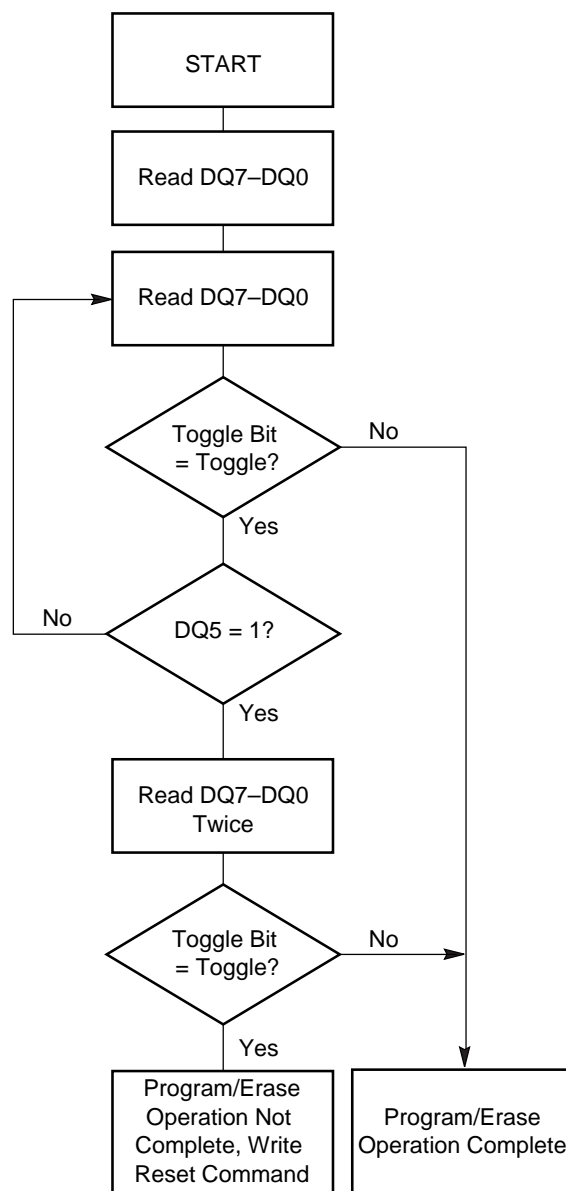 START
Read DQ7–DQ0
Read DQ7–DQ0
Toggle Bit
= Toggle?
No
Yes
No
DQ5 = 1?
Yes
Read DQ7–DQ0
Twice
Toggle Bit
= Toggle?
No
Yes
Program/Erase
Operation Not
Complete, Write
Reset Command
Program/Erase
Operation Complete